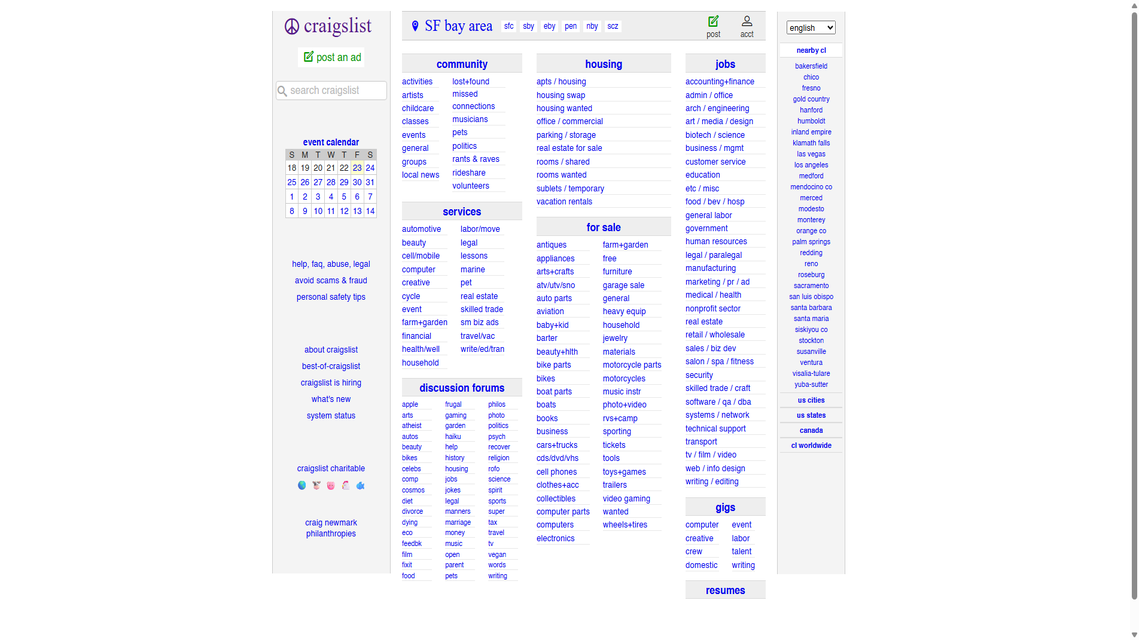 craigslist
post an ad
search craigslist
event calendar
S M T W T F S
18 19 20 21 22 23 24
25 26 27 28 29 30 31
1 2 3 4 5 6 7
8 9 10 11 12 13 14
help, faq, abuse, legal
avoid scams & fraud
personal safety tips
about craigslist
best-of-craigslist
craigslist is hiring
what's new
system status
craigslist charitable
craig newmark
philanthropies
SF bay area sfc sby eby pen nby scz
post
acct
community
activities
artists
childcare
classes
events
general
groups
local news
lost+found
missed
connections
musicians
pets
politics
rants & raves
rideshare
volunteers
services
automotive
beauty
cell/mobile
computer
creative
cycle
event
farm+garden
financial
health/well
household
labor/move
legal
lessons
marine
pet
real estate
skilled trade
sm biz ads
travel/vac
write/ed/tran
discussion forums
apple
arts
atheist
autos
beauty
bikes
celebs
comp
cosmos
diet
divorce
dying
eco
feedbk
film
fixit
food
frugal
gaming
garden
haiku
help
history
housing
jobs
jokes
legal
manners
marriage
money
music
open
parent
pets
philos
photo
politics
psych
recover
religion
rofo
science
spirit
sports
super
tax
travel
tv
vegan
words
writing
housing
apts / housing
housing swap
housing wanted
office / commercial
parking / storage
real estate for sale
rooms / shared
rooms wanted
sublets / temporary
vacation rentals
for sale
antiques
appliances
arts+crafts
atv/utv/sno
auto parts
aviation
baby+kid
barter
beauty+hlth
bike parts
bikes
boat parts
boats
books
business
cars+trucks
cds/dvd/vhs
cell phones
clothes+acc
collectibles
computer parts
computers
electronics
farm+garden
free
furniture
garage sale
general
heavy equip
household
jewelry
materials
motorcycle parts
motorcycles
music instr
photo+video
rvs+camp
sporting
tickets
tools
toys+games
trailers
video gaming
wanted
wheels+tires
jobs
accounting+finance
admin / office
arch / engineering
art / media / design
biotech / science
business / mgmt
customer service
education
etc / misc
food / bev / hosp
general labor
government
human resources
legal / paralegal
manufacturing
marketing / pr / ad
medical / health
nonprofit sector
real estate
retail / wholesale
sales / biz dev
salon / spa / fitness
security
skilled trade / craft
software / qa / dba
systems / network
technical support
transport
tv / film / video
web / info design
writing / editing
gigs
computer
creative
crew
domestic
event
labor
talent
writing
resumes
english
nearby cl
bakersfield
chico
fresno
gold country
hanford
humboldt
inland empire
klamath falls
las vegas
los angeles
medford
mendocino co
merced
modesto
monterey
orange co
palm springs
redding
reno
roseburg
sacramento
san luis obispo
santa barbara
santa maria
siskiyou co
stockton
susanville
ventura
visalia-tulare
yuba-sutter
us cities
us states
canada
cl worldwide